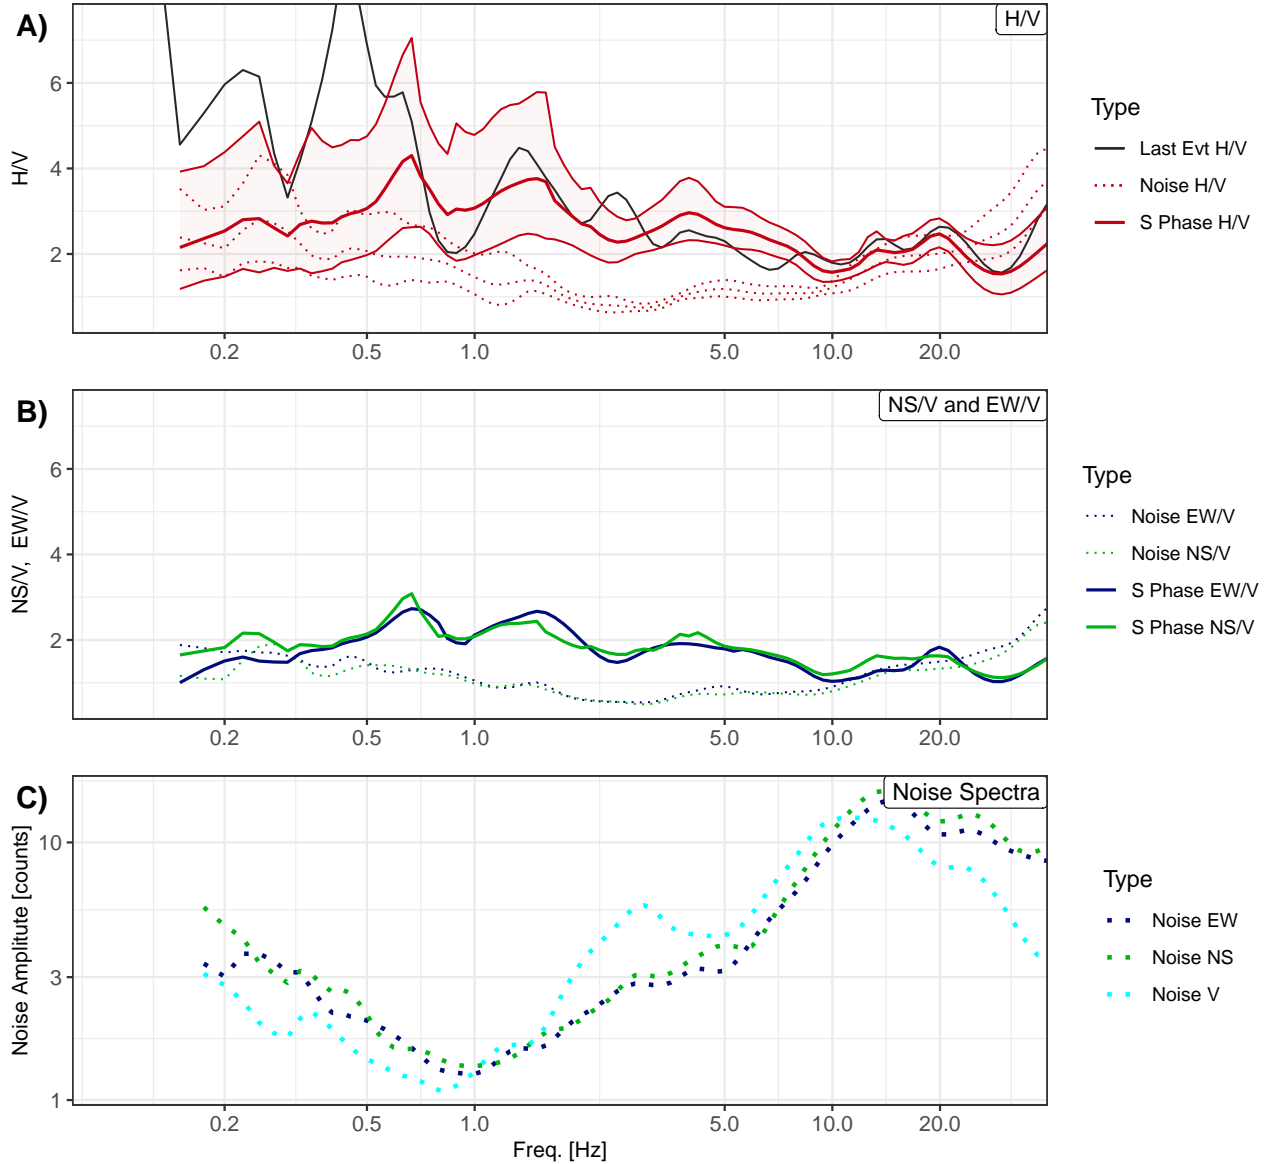 A)
H/V
6
4
2
H/V
0.2 0.5 1.0 5.0 10.0 20.0
Type
Last Evt H/V
Noise H/V
S Phase H/V
B)
NS/V and EW/V
6
4
2
NS/V, EW/V
0.2 0.5 1.0 5.0 10.0 20.0
Type
Noise EW/V
Noise NS/V
S Phase EW/V
S Phase NS/V
C)
Noise Spectra
10
3
1
Noise Amplitude [counts]
0.2 0.5 1.0 5.0 10.0 20.0
Freq. [Hz]
Type
Noise EW
Noise NS
Noise V